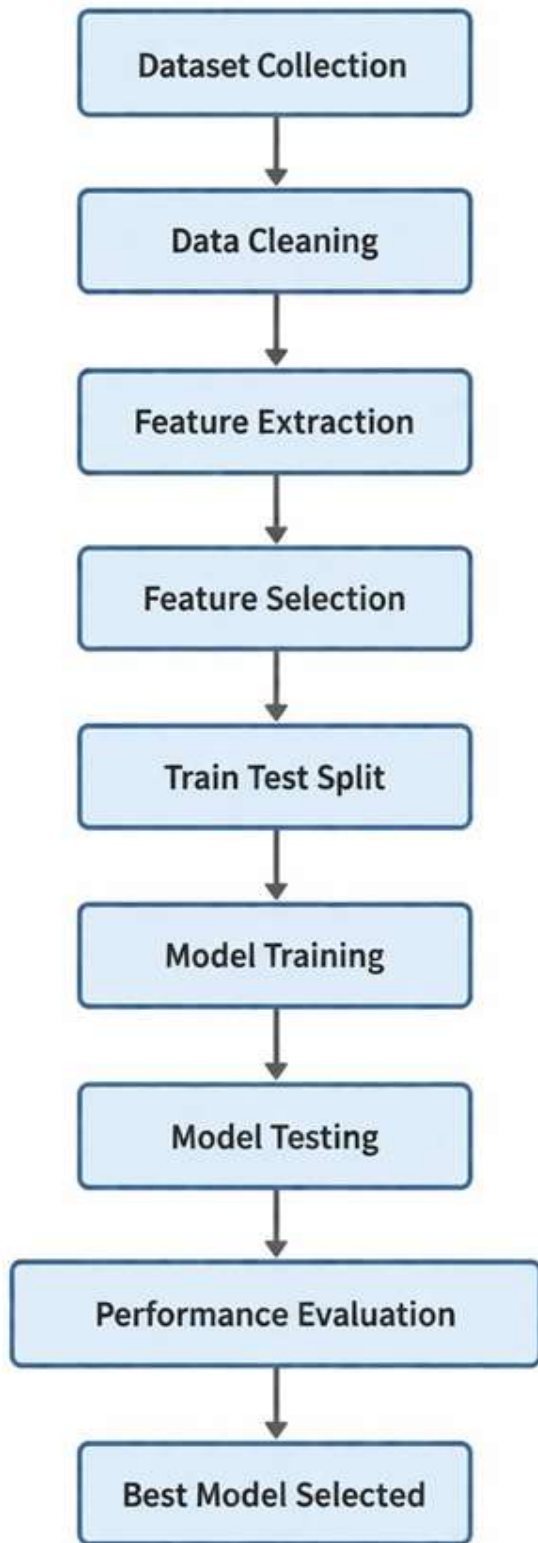 Dataset Collection
Data Cleaning
Feature Extraction
Feature Selection
Train Test Split
Model Training
Model Testing
Performance Evaluation
Best Model Selected